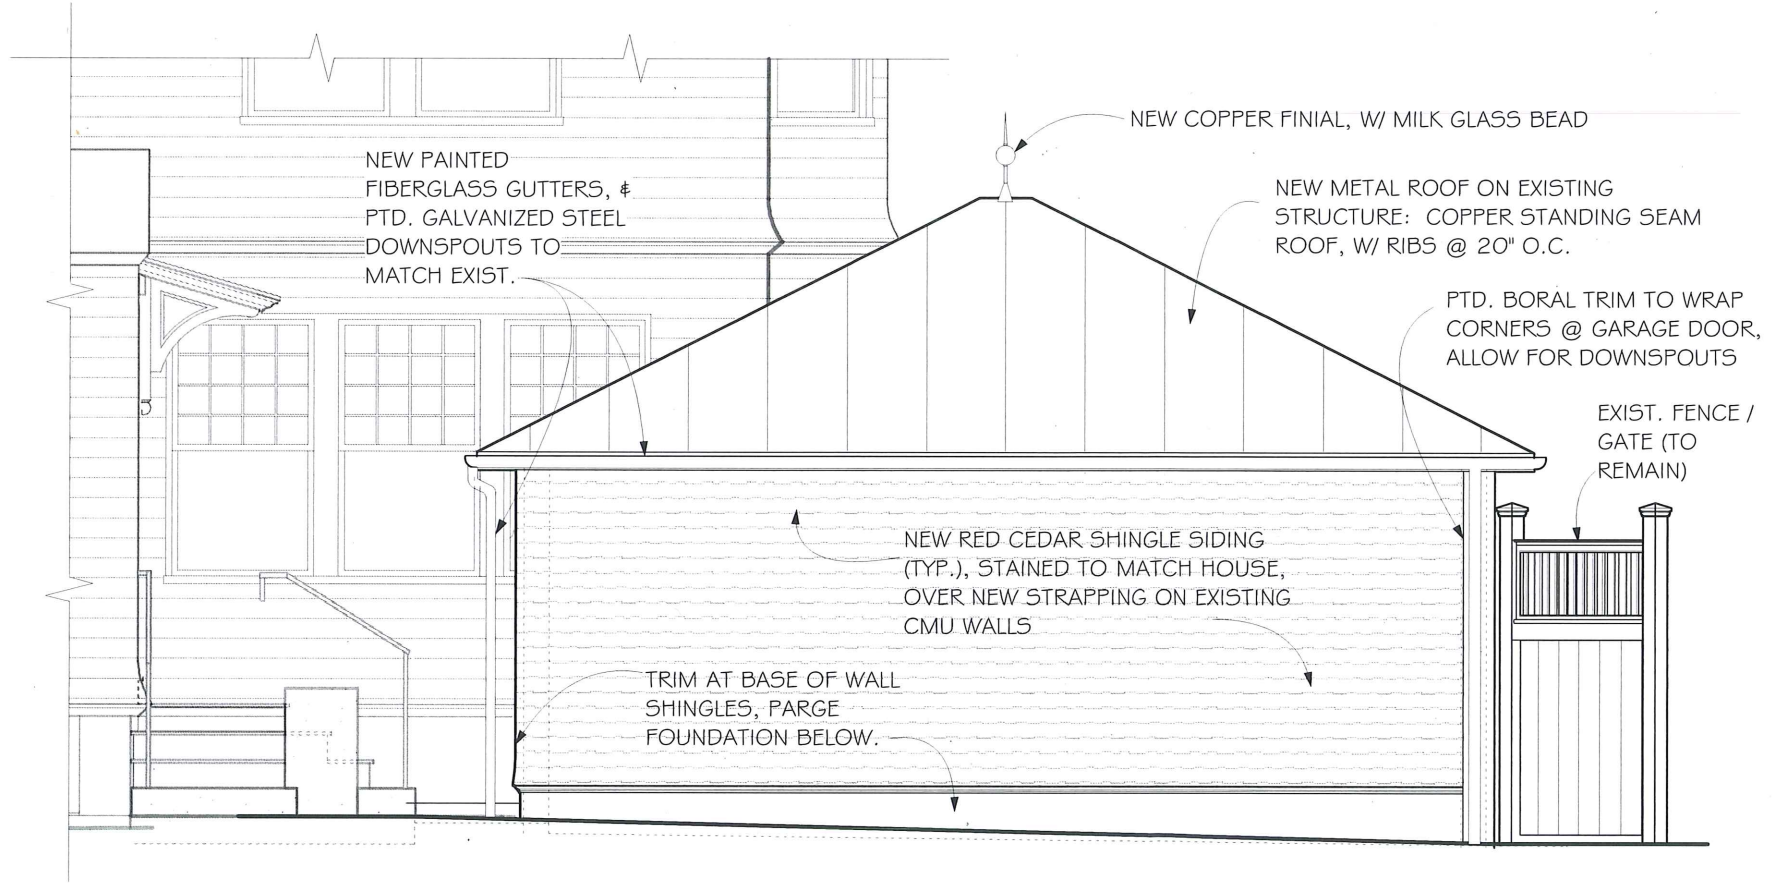 NEW COPPER FINIAL, W/ MILK GLASS BEAD
NEW PAINTED
FIBERGLASS GUTTERS, &
PTD. GALVANIZED STEEL
DOWNSPOUTS TO
MATCH EXIST.
NEW METAL ROOF ON EXISTING
STRUCTURE: COPPER STANDING SEAM
ROOF, W/ RIBS @ 20" O.C.
PTD. BORAL TRIM TO WRAP
CORNERS @ GARAGE DOOR,
ALLOW FOR DOWNSPOUTS
EXIST. FENCE /
GATE (TO
REMAIN)
NEW RED CEDAR SHINGLE SIDING
(TYP.), STAINED TO MATCH HOUSE,
OVER NEW STRAPPING ON EXISTING
CMU WALLS
TRIM AT BASE OF WALL
SHINGLES, PARGE
FOUNDATION BELOW.